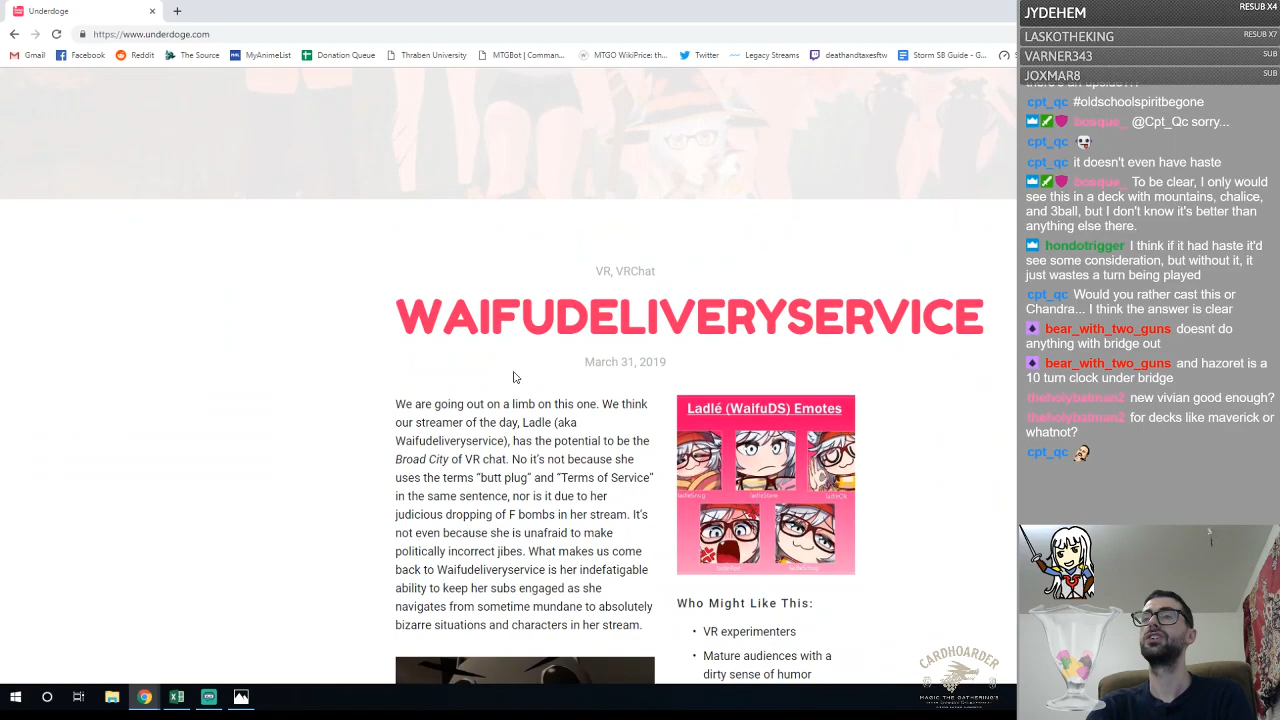 Underdoge
https://www.underdoge.com
Gmail
Facebook
Reddit
The Source
MyAnimeList
Donation Queue
Thraben University
MTGBot | Comman...
MTGO WikiPrice: th...
Twitter
Legacy Streams
deathandtaxesftw
Storm SB Guide - G...
VR, VRChat
WAIFUDELIVERYSERVICE
March 31, 2019
We are going out on a limb on this one. We think
our streamer of the day, Ladle (aka
Waifudeliveryservice), has the potential to be the
Broad City of VR chat. No it’s not because she
uses the terms “butt plug” and “Terms of Service”
in the same sentence, nor is it due to her
judicious dropping of F bombs in her stream. It’s
not even because she is unafraid to make
politically incorrect jibes. What makes us come
back to Waifudeliveryservice is her indefatigable
ability to keep her subs engaged as she
navigates from sometime mundane to absolutely
bizarre situations and characters in her stream.
Ladlé (WaifuDS) Emotes
Who Might Like This:
• VR experimenters
• Mature audiences with a
dirty sense of humor
CARDHOARDER
MAGIC THE GATHERING'S
JYDEHEM RESUB X4
LASKOTHEKING RESUB X7
VARNER343 SUB
JOXMAR8 SUB
cpt_qc #oldschoolspiritbegone
bosque_ @Cpt_Qc sorry...
cpt_qc
cpt_qc it doesn't even have haste
bosque_ To be clear, I only would
see this in a deck with mountains, chalice,
and 3ball, but I don't know it's better than
anything else there.
hondotrigger I think if it had haste it'd
see some consideration, but without it, it
just wastes a turn being played
cpt_qc Would you rather cast this or
Chandra... I think the answer is clear
bear_with_two_guns doesnt do
anything with bridge out
bear_with_two_guns and hazoret is a
10 turn clock under bridge
theholybatman2 new vivian good enough?
theholybatman2 for decks like maverick or
whatnot?
cpt_qc